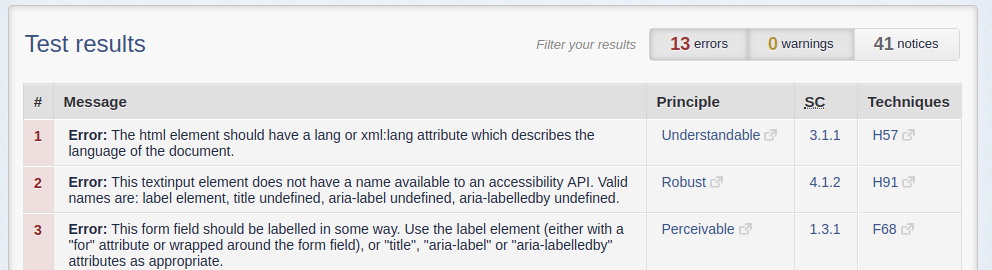 Test results
Filter your results
13 errors
0 warnings
41 notices
# Message Principle SC Techniques
1 Error: The html element should have a lang or xml:lang attribute which describes the Understandable 3.1.1 H57
language of the document.
2 Error: This textinput element does not have a name available to an accessibility API. Valid Robust 4.1.2 H91
names are: label element, title undefined, aria-label undefined, aria-labelledby undefined.
3 Error: This form field should be labelled in some way. Use the label element (either with a Perceivable 1.3.1 F68
"for" attribute or wrapped around the form field), or "title", "aria-label" or "aria-labelledby"
attributes as appropriate.